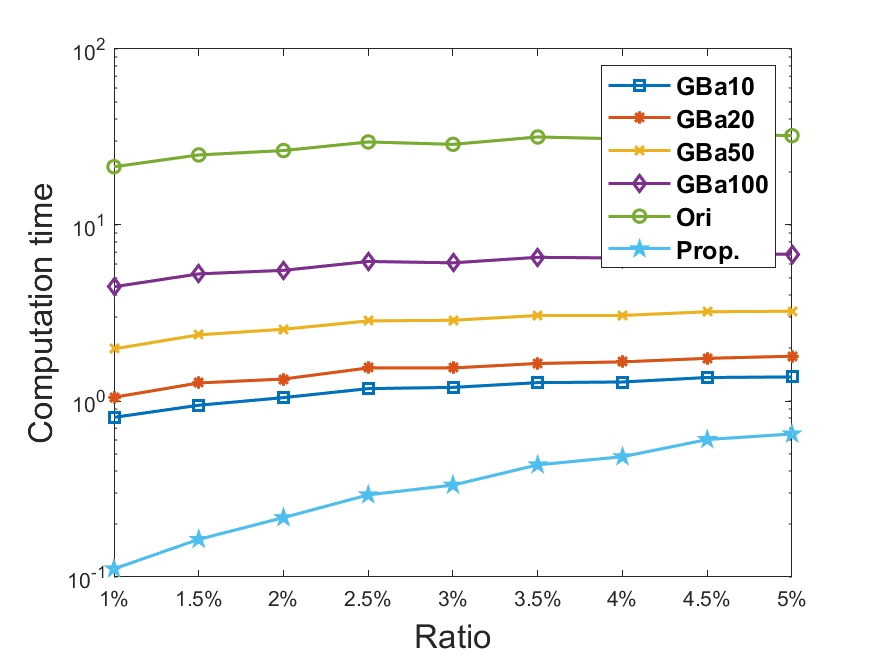 10^2
10^1
10^0
10^-1
Computation time
GBa10
GBa20
GBa50
GBa100
Ori
Prop.
1% 1.5% 2% 2.5% 3% 3.5% 4% 4.5% 5%
Ratio